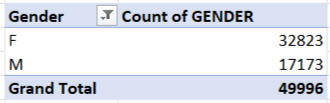 Gender Count of GENDER
F 32823
M 17173
Grand Total 49996